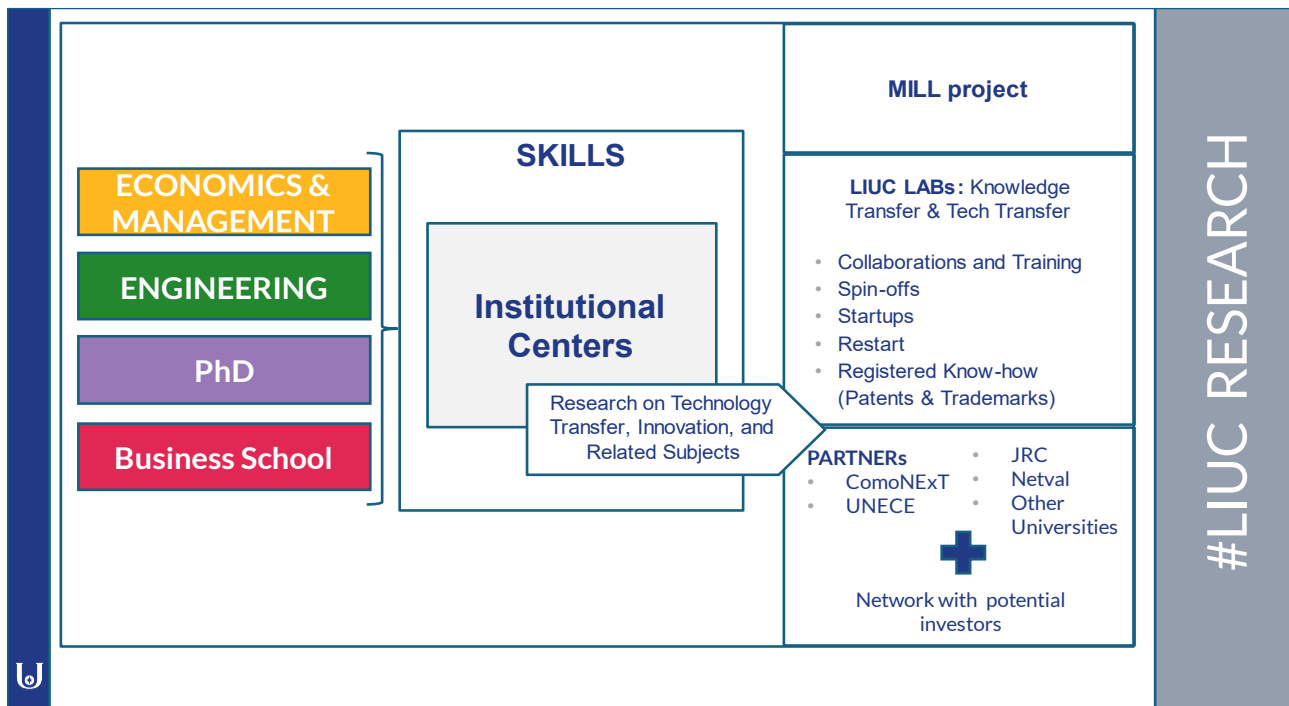 ECONOMICS &
MANAGEMENT
ENGINEERING
PhD
Business School
SKILLS
Institutional
Centers
Research on Technology
Transfer, Innovation, and
Related Subjects
MILL project
LIUC LABs: Knowledge
Transfer & Tech Transfer
• Collaborations and Training
• Spin-offs
• Startups
• Restart
• Registered Know-how
(Patents & Trademarks)
PARTNERs
• ComoNExT
• UNECE
• JRC
• Netval
• Other
Universities
Network with potential
investors
#LIUC RESEARCH